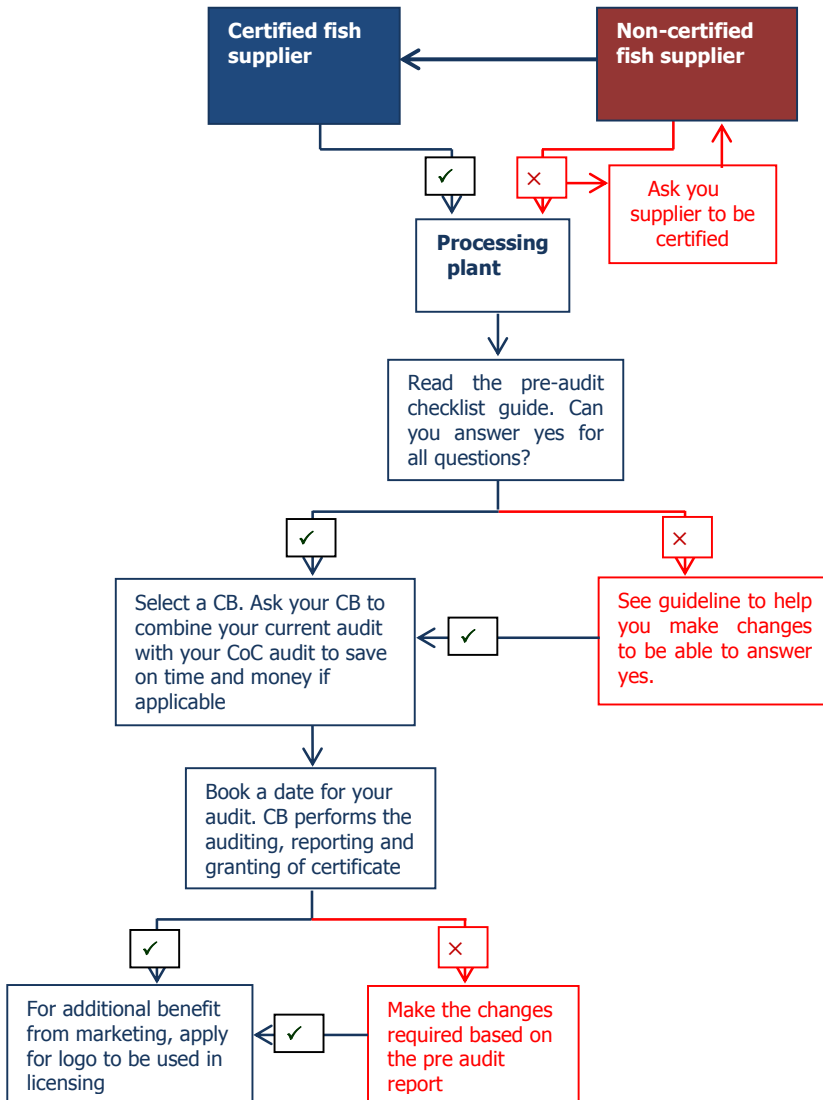 Certified fish
supplier
Non-certified
fish supplier
✓
×
Ask you
supplier to be
certified
Processing
plant
Read the pre-audit
checklist guide. Can
you answer yes for
all questions?
✓
×
Select a CB. Ask your CB to
combine your current audit
with your CoC audit to save
on time and money if
applicable
✓
See guideline to help
you make changes
to be able to answer
yes.
Book a date for your
audit. CB performs the
auditing, reporting and
granting of certificate
✓
×
For additional benefit
from marketing, apply
for logo to be used in
licensing
✓
Make the changes
required based on
the pre audit
report